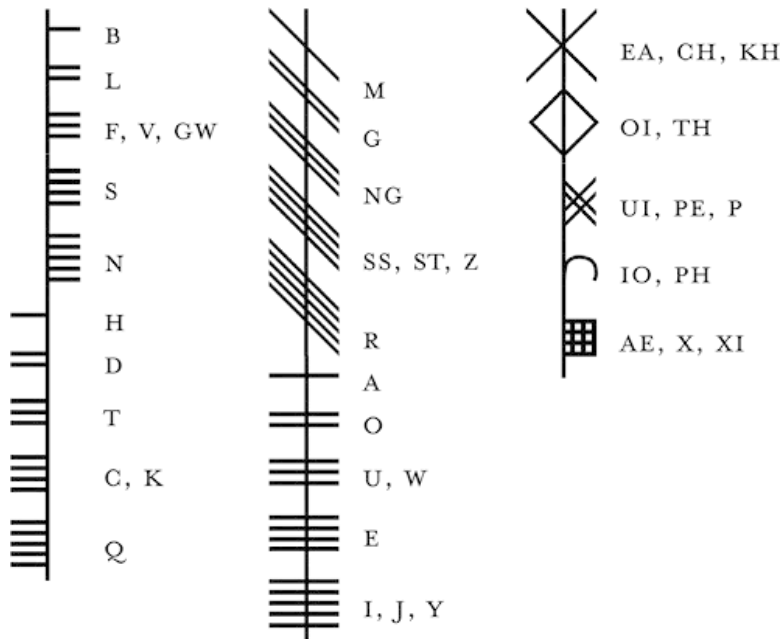 B
L
F, V, GW
S
N
H
D
T
C, K
Q
M
G
NG
SS, ST, Z
R
A
O
U, W
E
I, J, Y
EA, CH, KH
OI, TH
UI, PE, P
IO, PH
AE, X, XI